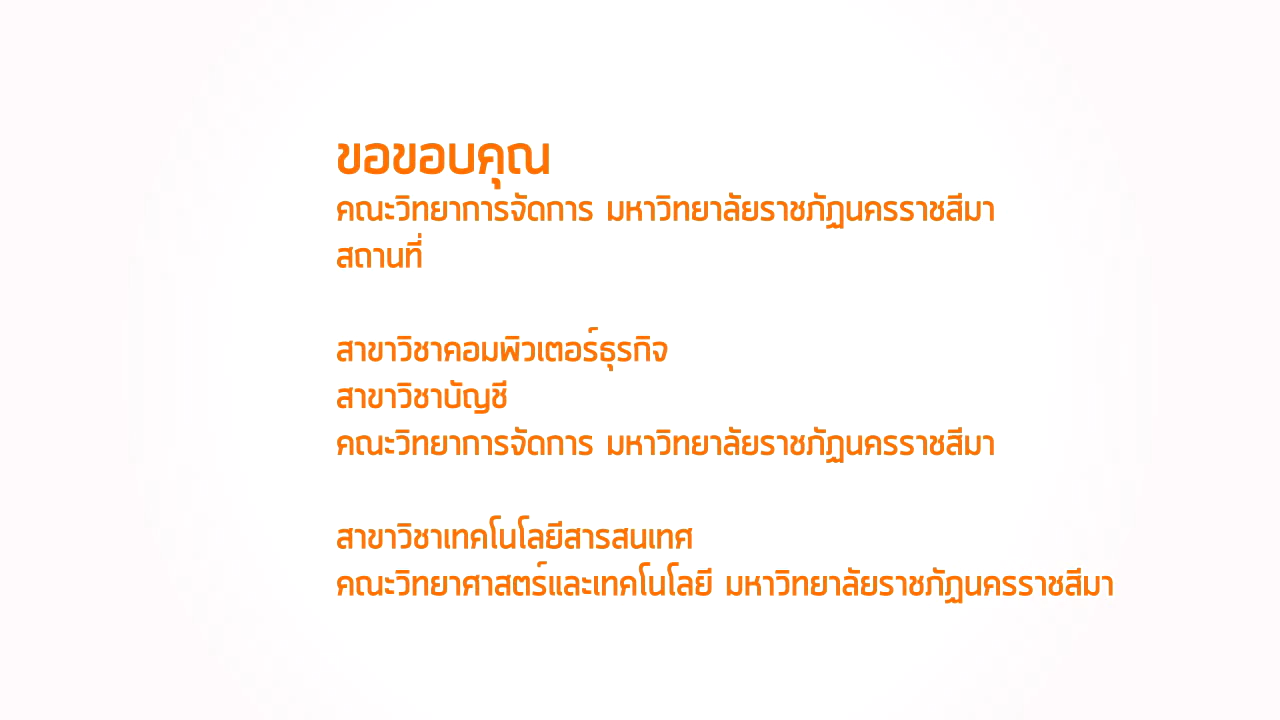 ขอขอบคุณ
คณะวิทยาการจัดการ มหาวิทยาลัยราชภัฏนครราชสีมา
สถานที่
สาขาวิชาคอมพิวเตอร์ธุรกิจ
สาขาวิชาบัญชี
คณะวิทยาการจัดการ มหาวิทยาลัยราชภัฏนครราชสีมา
สาขาวิชาเทคโนโลยีสารสนเทศ
คณะวิทยาศาสตร์และเทคโนโลยี มหาวิทยาลัยราชภัฏนครราชสีมา